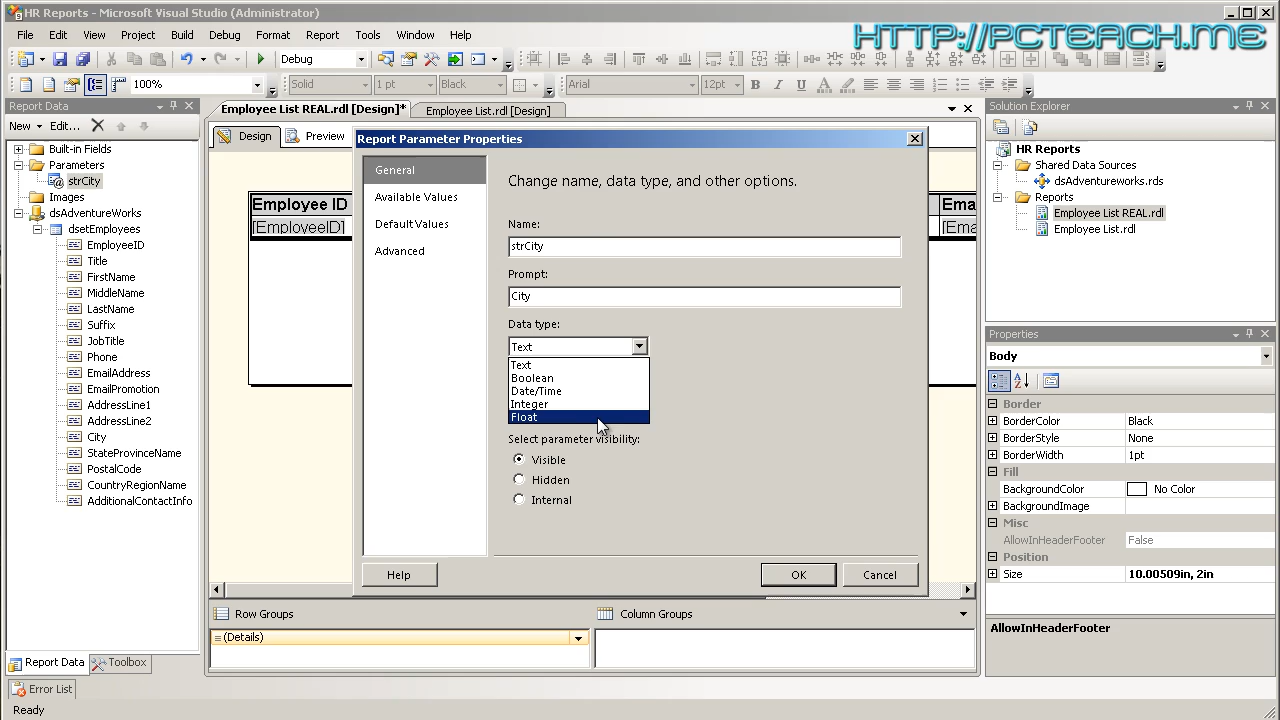 HR Reports - Microsoft Visual Studio (Administrator)
File Edit View Project Build Debug Format Report Tools Window Help
HTTP://PCTEACH.ME
Debug
100%
Solid 1 pt Black Arial 12pt
Report Data
New Edit...
Built-in Fields
Parameters
strCity
Images
dsAdventureWorks
dsetEmployees
EmployeeID
Title
FirstName
MiddleName
LastName
Suffix
JobTitle
Phone
EmailAddress
EmailPromotion
AddressLine1
AddressLine2
City
StateProvinceName
PostalCode
CountryRegionName
AdditionalContactInfo
Report Data Toolbox
Error List
Ready
Employee List REAL.rdl [Design]* Employee List.rdl [Design]
Design Preview
Employee ID
[EmployeeID]
Ema
[Ema
Report Parameter Properties
General
Available Values
Default Values
Advanced
Change name, data type, and other options.
Name:
strCity
Prompt:
City
Data type:
Text
Text
Boolean
Date/Time
Integer
Float
Select parameter visibility:
Visible
Hidden
Internal
Help OK Cancel
Row Groups Column Groups
(Details)
Solution Explorer
HR Reports
Shared Data Sources
dsAdventureworks.rds
Reports
Employee List REAL.rdl
Employee List.rdl
Properties
Body
Border
BorderColor Black
BorderStyle None
BorderWidth 1pt
Fill
BackgroundColor No Color
BackgroundImage
Misc
AllowInHeaderFooter False
Position
Size 10.00509in, 2in
AllowInHeaderFooter